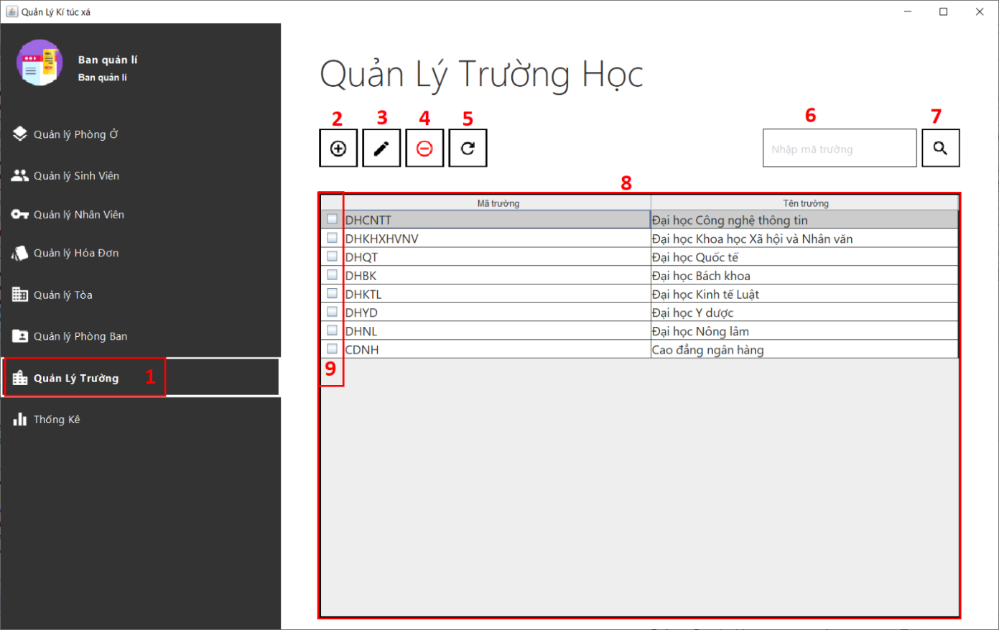 Quản Lý Kí túc xá
Ban quản lí
Ban quản lí
Quản lý Phòng Ở
Quản lý Sinh Viên
Quản lý Nhân Viên
Quản lý Hóa Đơn
Quản lý Tòa
Quản lý Phòng Ban
Quản Lý Trường 1
Thống Kê
Quản Lý Trường Học
2 3 4 5 6 7
Nhập mã trường
8
Mã trường Tên trường
DHCNTT Đại học Công nghệ thông tin
DHKHXHVNV Đại học Khoa học Xã hội và Nhân văn
DHQT Đại học Quốc tế
DHBK Đại học Bách khoa
DHKTL Đại học Kinh tế Luật
DHYD Đại học Y dược
DHNL Đại học Nông lâm
CDNH Cao đẳng ngân hàng
9